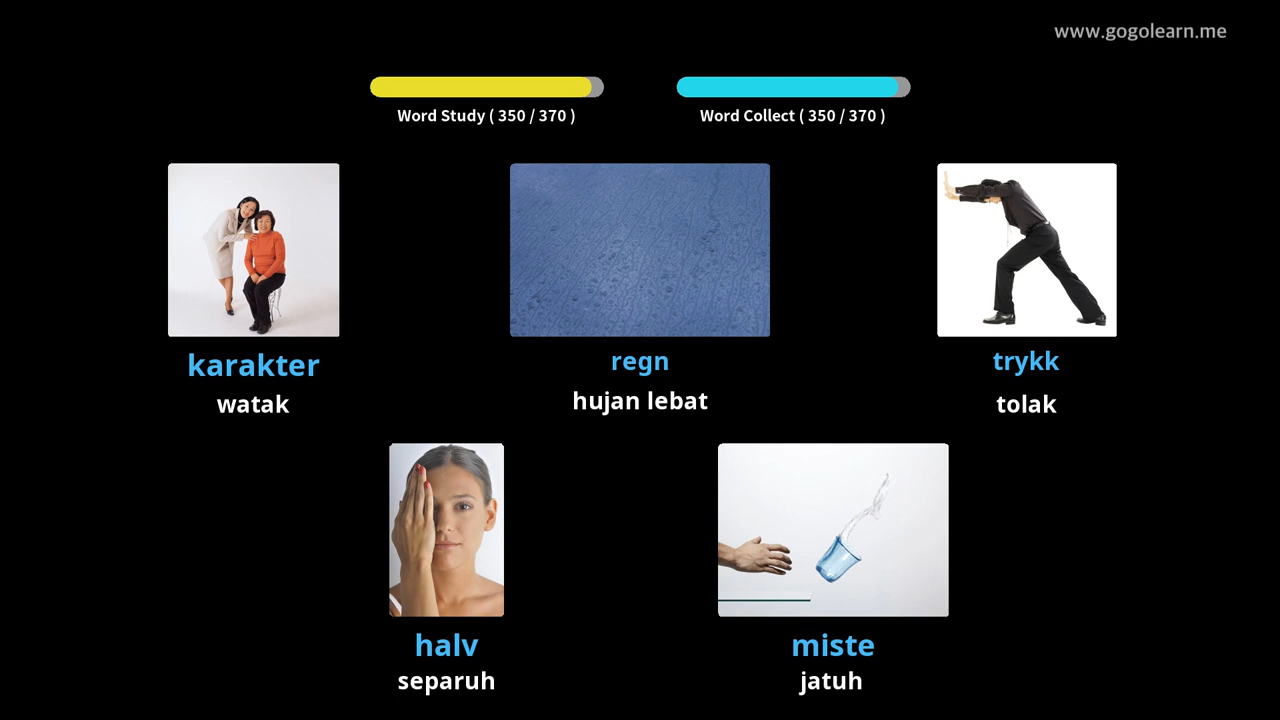 www.gogolearn.me
Word Study ( 350 / 370 )
Word Collect ( 350 / 370 )
karakter
watak
regn
hujan lebat
trykk
tolak
halv
separuh
miste
jatuh